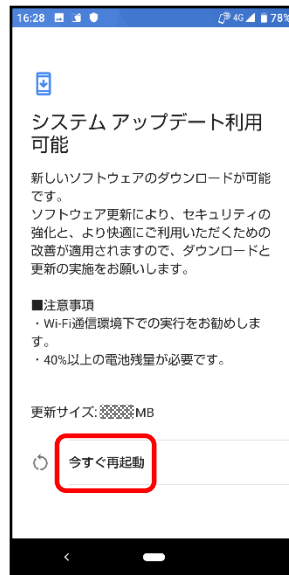 16:28 4G 78%
システム アップデート利用
可能
新しいソフトウェアのダウンロードが可能
です。
ソフトウェア更新により、セキュリティの
強化と、より快適にご利用いただくための
改善が適用されますので、ダウンロードと
更新の実施をお願いします。
■注意事項
・Wi-Fi通信環境下での実行をお勧めしま
す。
・40%以上の電池残量が必要です。
更新サイズ: MB
今すぐ再起動